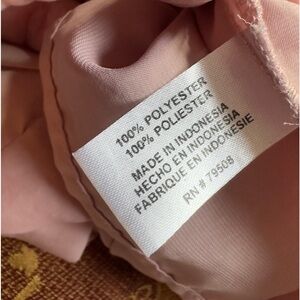 100% POLYESTER
100% POLIESTER
MADE IN INDONESIA
HECHO EN INDONESIA
FABRIQUE EN INDONESIE
RN # 79508